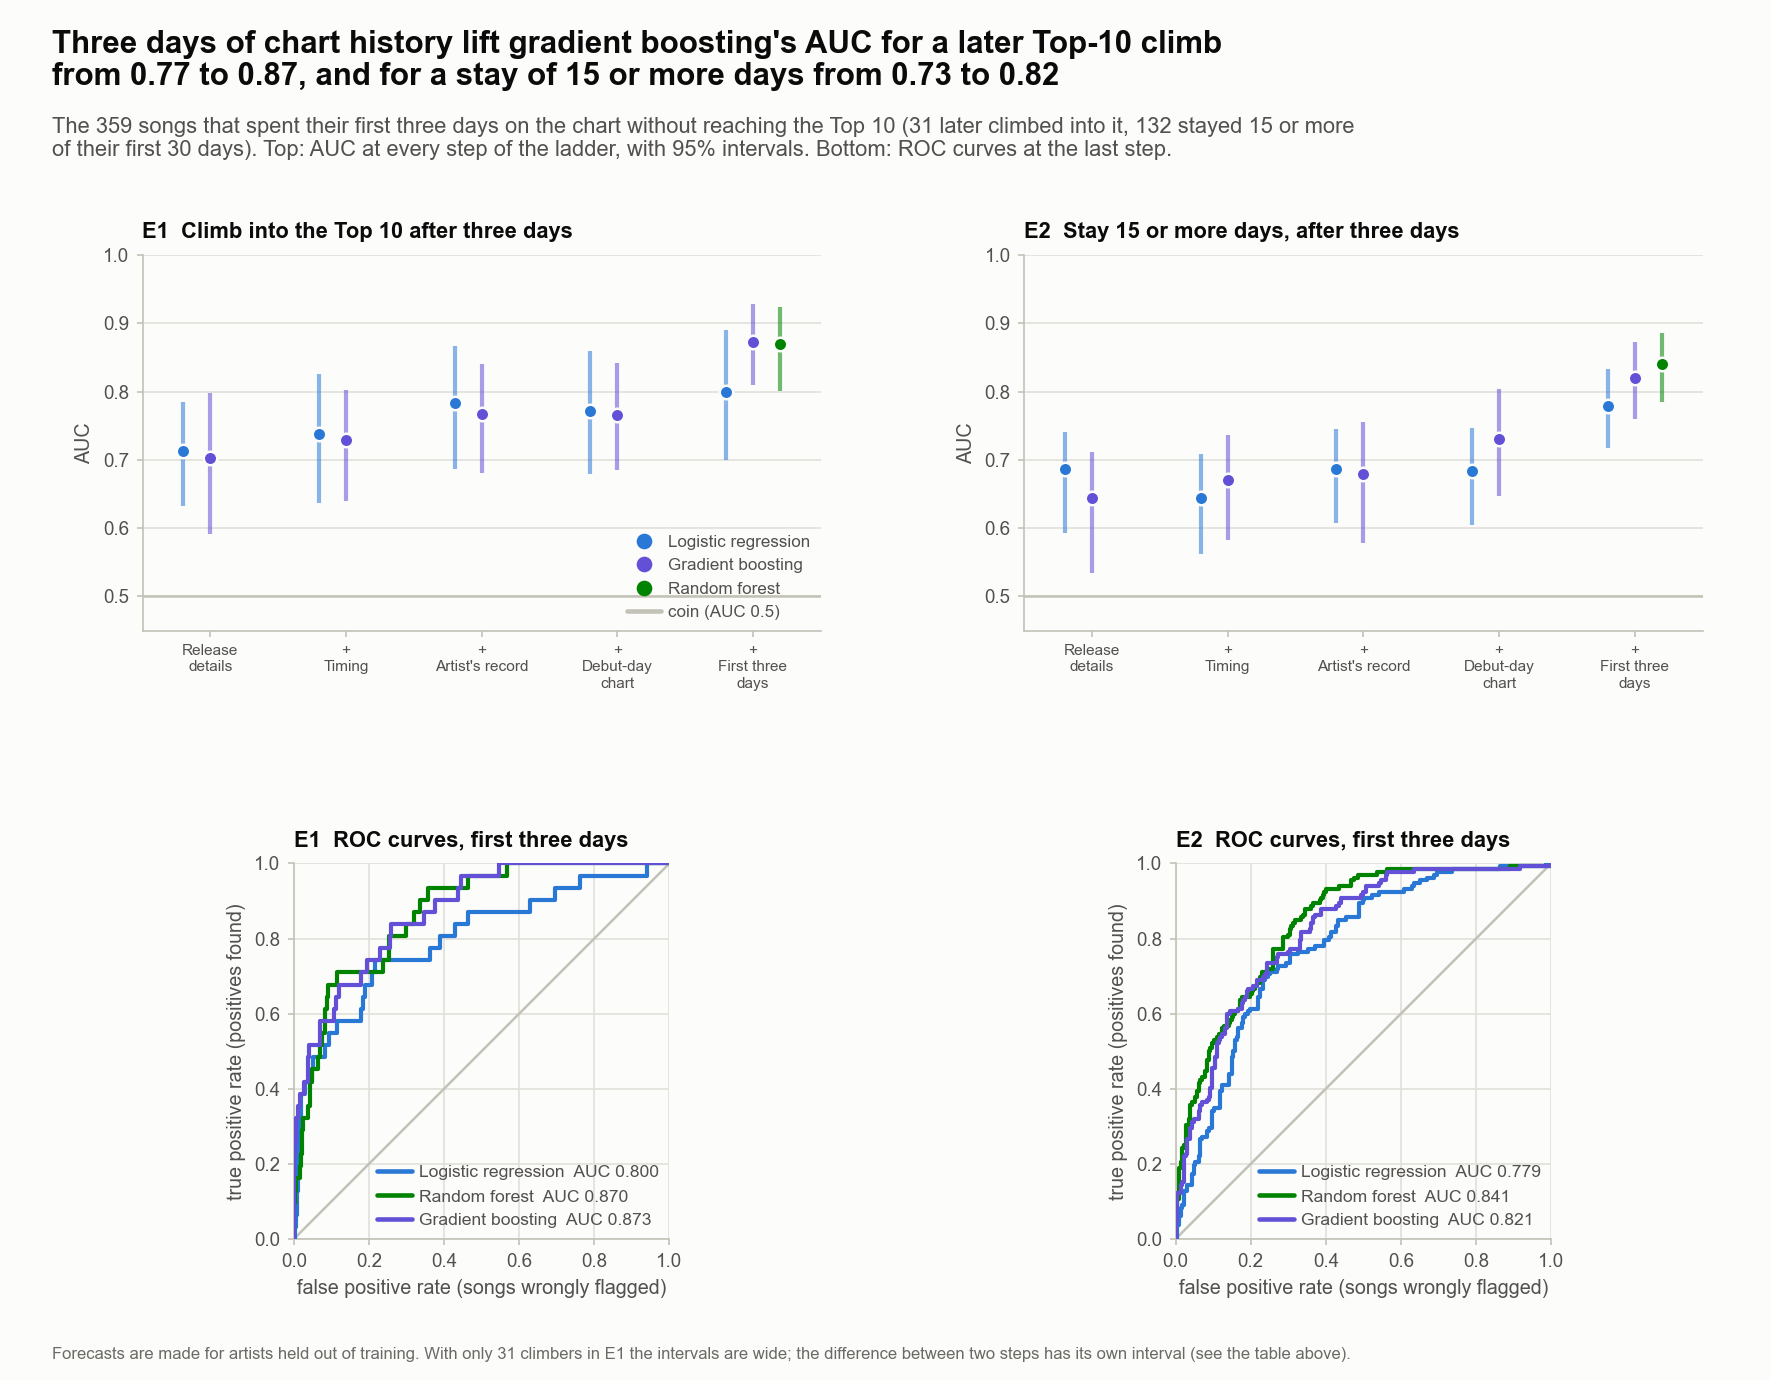 Three days of chart history lift gradient boosting's AUC for a later Top-10 climb
from 0.77 to 0.87, and for a stay of 15 or more days from 0.73 to 0.82
The 359 songs that spent their first three days on the chart without reaching the Top 10 (31 later climbed into it, 132 stayed 15 or more
of their first 30 days). Top: AUC at every step of the ladder, with 95% intervals. Bottom: ROC curves at the last step.
E1  Climb into the Top 10 after three days
1.0
0.9
0.8
0.7
0.6
0.5
AUC
Logistic regression
Gradient boosting
Random forest
coin (AUC 0.5)
Release
details
+
Timing
+
Artist's record
+
Debut-day
chart
+
First three
days
E2  Stay 15 or more days, after three days
1.0
0.9
0.8
0.7
0.6
0.5
AUC
Release
details
+
Timing
+
Artist's record
+
Debut-day
chart
+
First three
days
E1  ROC curves, first three days
1.0
0.8
0.6
0.4
0.2
0.0
true positive rate (positives found)
Logistic regression  AUC 0.800
Random forest  AUC 0.870
Gradient boosting  AUC 0.873
0.0 0.2 0.4 0.6 0.8 1.0
false positive rate (songs wrongly flagged)
E2  ROC curves, first three days
1.0
0.8
0.6
0.4
0.2
0.0
true positive rate (positives found)
Logistic regression  AUC 0.779
Random forest  AUC 0.841
Gradient boosting  AUC 0.821
0.0 0.2 0.4 0.6 0.8 1.0
false positive rate (songs wrongly flagged)
Forecasts are made for artists held out of training. With only 31 climbers in E1 the intervals are wide; the difference between two steps has its own interval (see the table above).